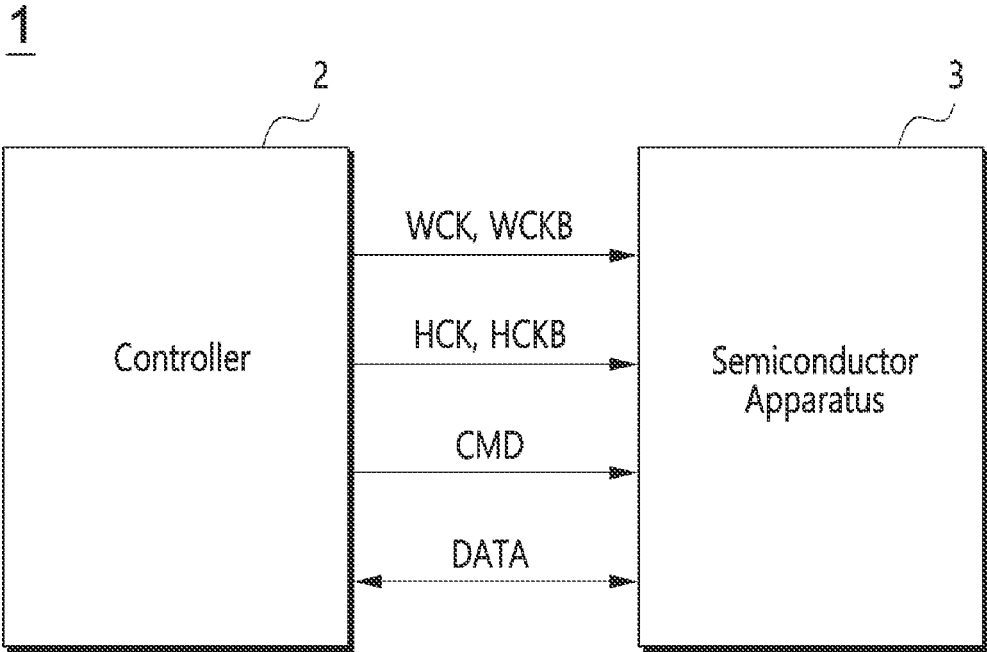 1
2
3
WCK, WCKB
HCK, HCKB
Controller
Semiconductor
Apparatus
CMD
DATA